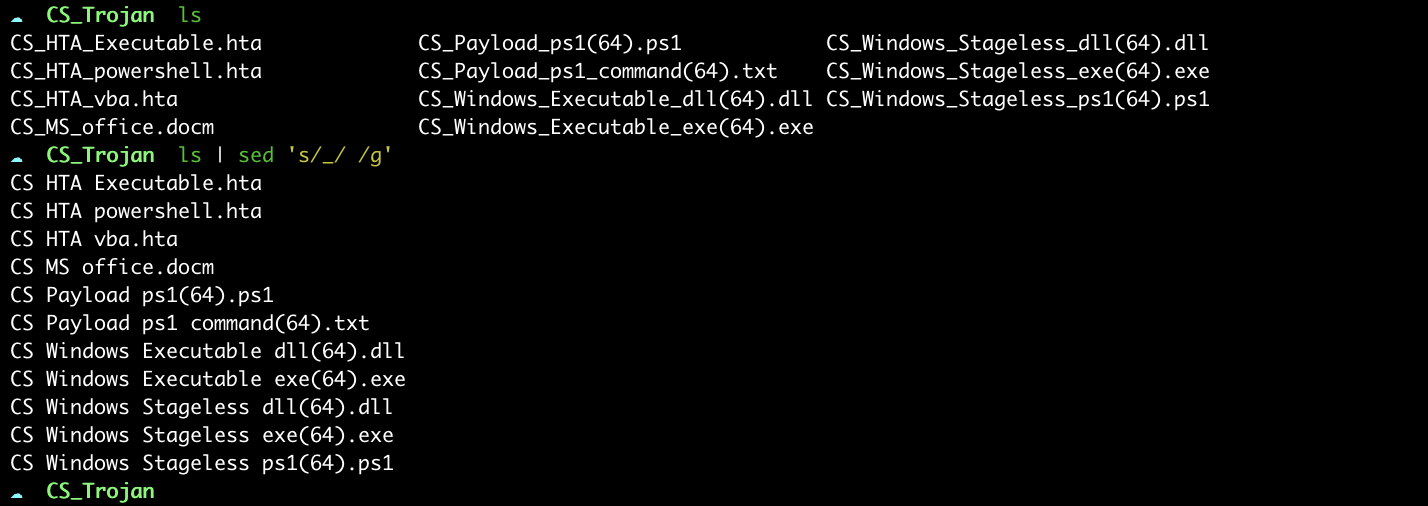 ☁ CS_Trojan ls
CS_HTA_Executable.hta CS_Payload_ps1(64).ps1 CS_Windows_Stageless_dll(64).dll
CS_HTA_powershell.hta CS_Payload_ps1_command(64).txt CS_Windows_Stageless_exe(64).exe
CS_HTA_vba.hta CS_Windows_Executable_dll(64).dll CS_Windows_Stageless_ps1(64).ps1
CS_MS_office.docm CS_Windows_Executable_exe(64).exe
☁ CS_Trojan ls | sed 's/_/ /g'
CS HTA Executable.hta
CS HTA powershell.hta
CS HTA vba.hta
CS MS office.docm
CS Payload ps1(64).ps1
CS Payload ps1 command(64).txt
CS Windows Executable dll(64).dll
CS Windows Executable exe(64).exe
CS Windows Stageless dll(64).dll
CS Windows Stageless exe(64).exe
CS Windows Stageless ps1(64).ps1
☁ CS_Trojan